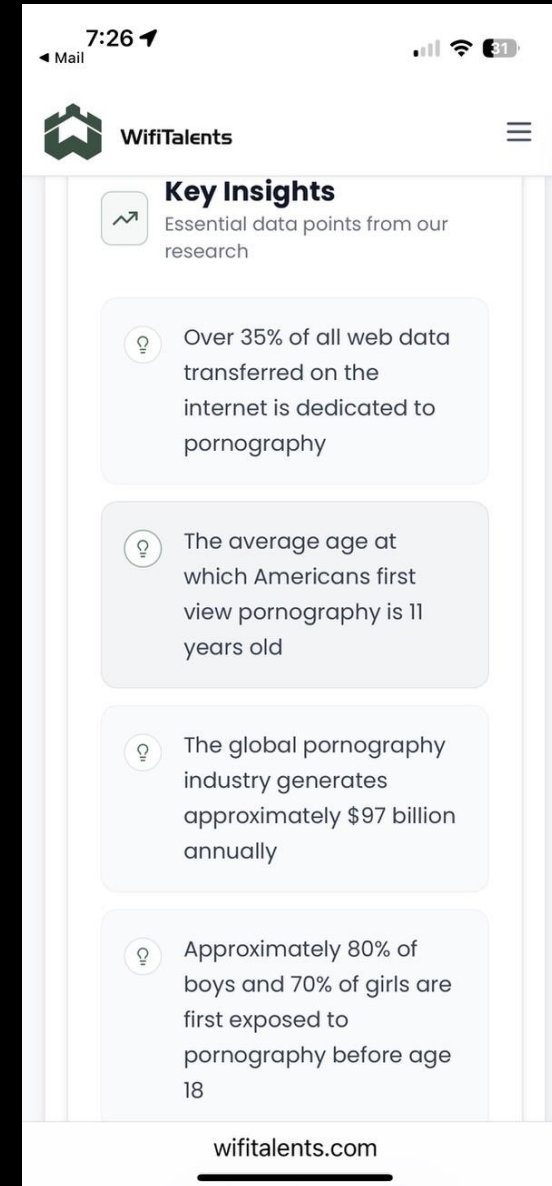 7:26
◀ Mail
31
WifiTalents
Key Insights
Essential data points from our
research
Over 35% of all web data
transferred on the
internet is dedicated to
pornography
The average age at
which Americans first
view pornography is 11
years old
The global pornography
industry generates
approximately $97 billion
annually
Approximately 80% of
boys and 70% of girls are
first exposed to
pornography before age
18
wifitalents.com